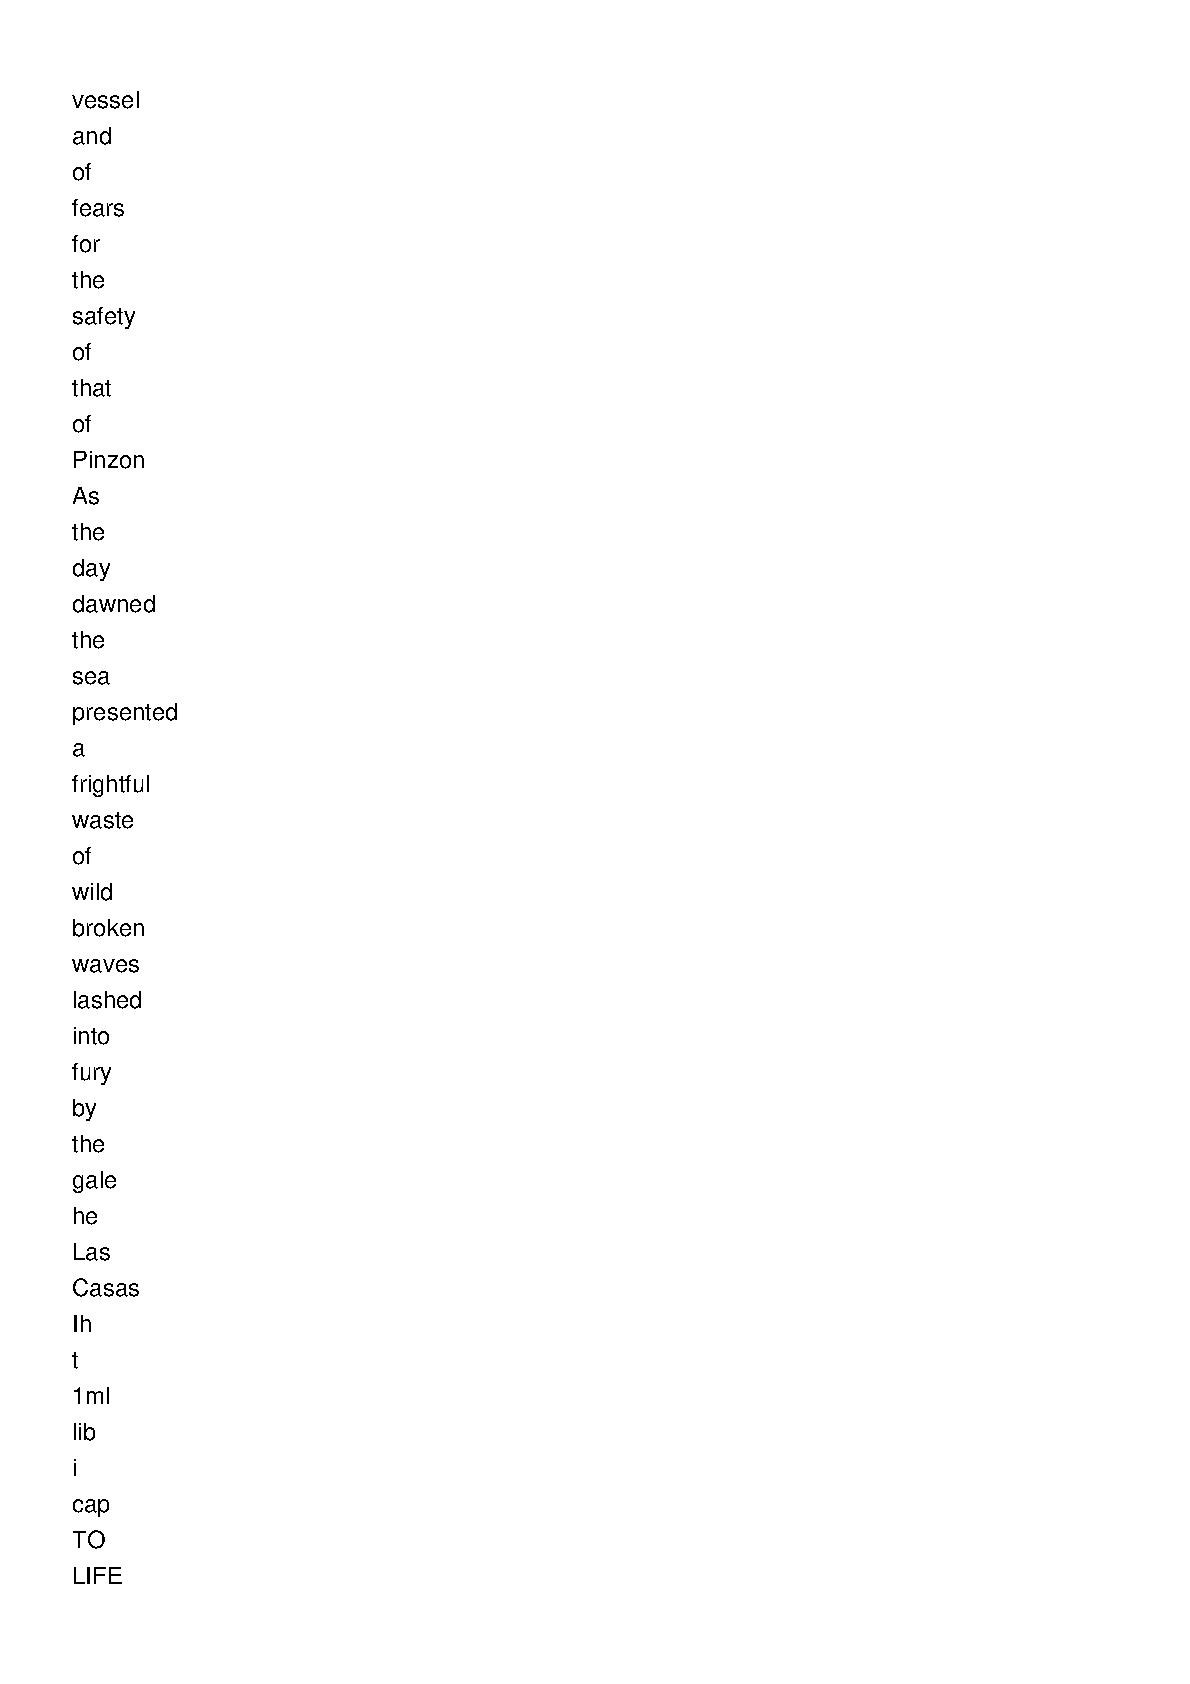 vessel
and
of
fears
for
the
safety
of
that
of
Pinzon
As
the
day
dawned
the
sea
presented
a
frightful
waste
of
wild
broken
waves
lashed
into
fury
by
the
gale
he
Las
Casas
Ih
t
1ml
lib
i
cap
TO
LIFE